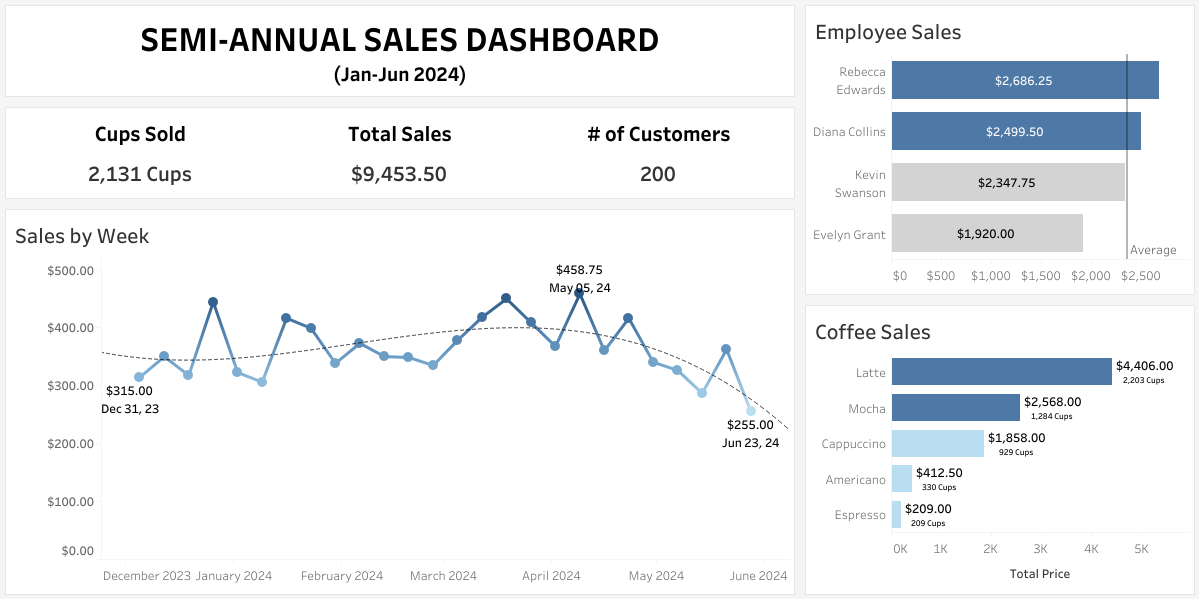 SEMI-ANNUAL SALES DASHBOARD
(Jan-Jun 2024)
Cups Sold
Total Sales
# of Customers
2,131 Cups
$9,453.50
200
Sales by Week
$500.00
$400.00
$300.00
$200.00
$100.00
$0.00
$315.00
Dec 31, 23
$458.75
May 05, 24
$255.00
Jun 23, 24
December 2023
January 2024
February 2024
March 2024
April 2024
May 2024
June 2024
Employee Sales
Rebecca
Edwards
$2,686.25
Diana Collins
$2,499.50
Kevin
Swanson
$2,347.75
Evelyn Grant
$1,920.00
Average
$0
$500
$1,000
$1,500
$2,000
$2,500
Coffee Sales
Latte
$4,406.00
2,203 Cups
Mocha
$2,568.00
1,284 Cups
Cappuccino
$1,858.00
929 Cups
Americano
$412.50
330 Cups
Espresso
$209.00
209 Cups
0K
1K
2K
3K
4K
5K
Total Price